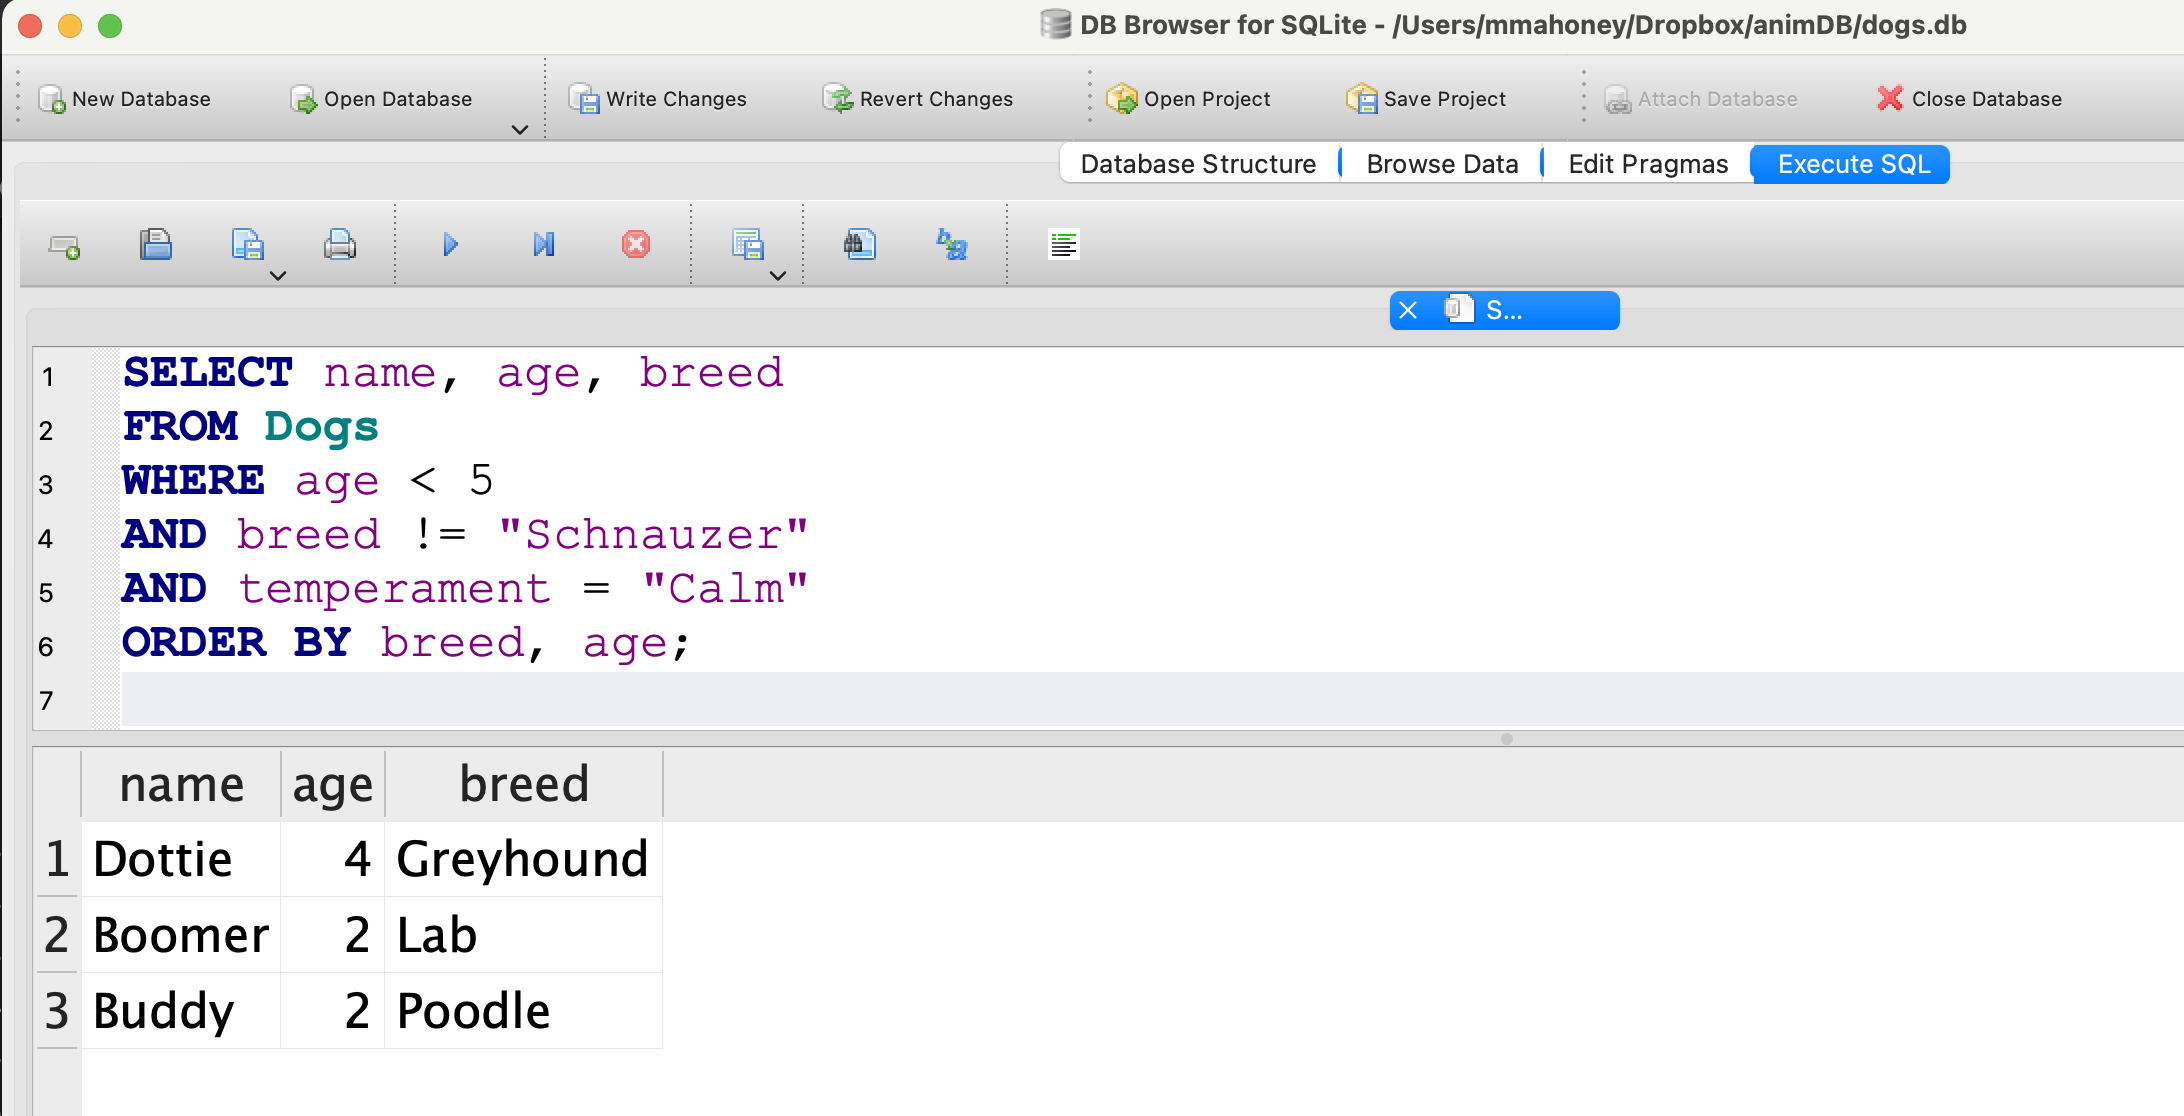 DB Browser for SQLite - /Users/mmahoney/Dropbox/animDB/dogs.db
New Database Open Database Write Changes Revert Changes Open Project Save Project Attach Database Close Database
Database Structure Browse Data Edit Pragmas Execute SQL
S...
1 SELECT name, age, breed
2 FROM Dogs
3 WHERE age < 5
4 AND breed != "Schnauzer"
5 AND temperament = "Calm"
6 ORDER BY breed, age;
7
name age breed
1 Dottie 4 Greyhound
2 Boomer 2 Lab
3 Buddy 2 Poodle